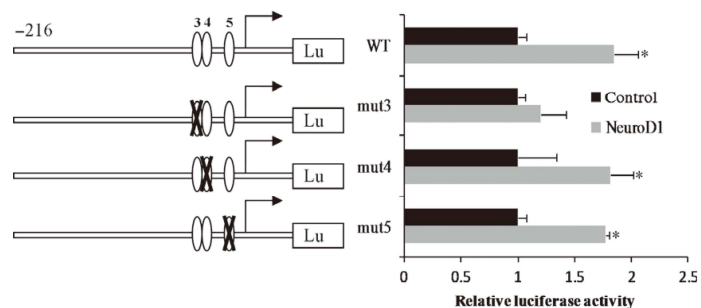 −216
3 4 5
Lu
Lu
Lu
Lu
WT
mut3
mut4
mut5
*
*
*
Control
NeuroD1
0 0.5 1 1.5 2 2.5
Relative luciferase activity